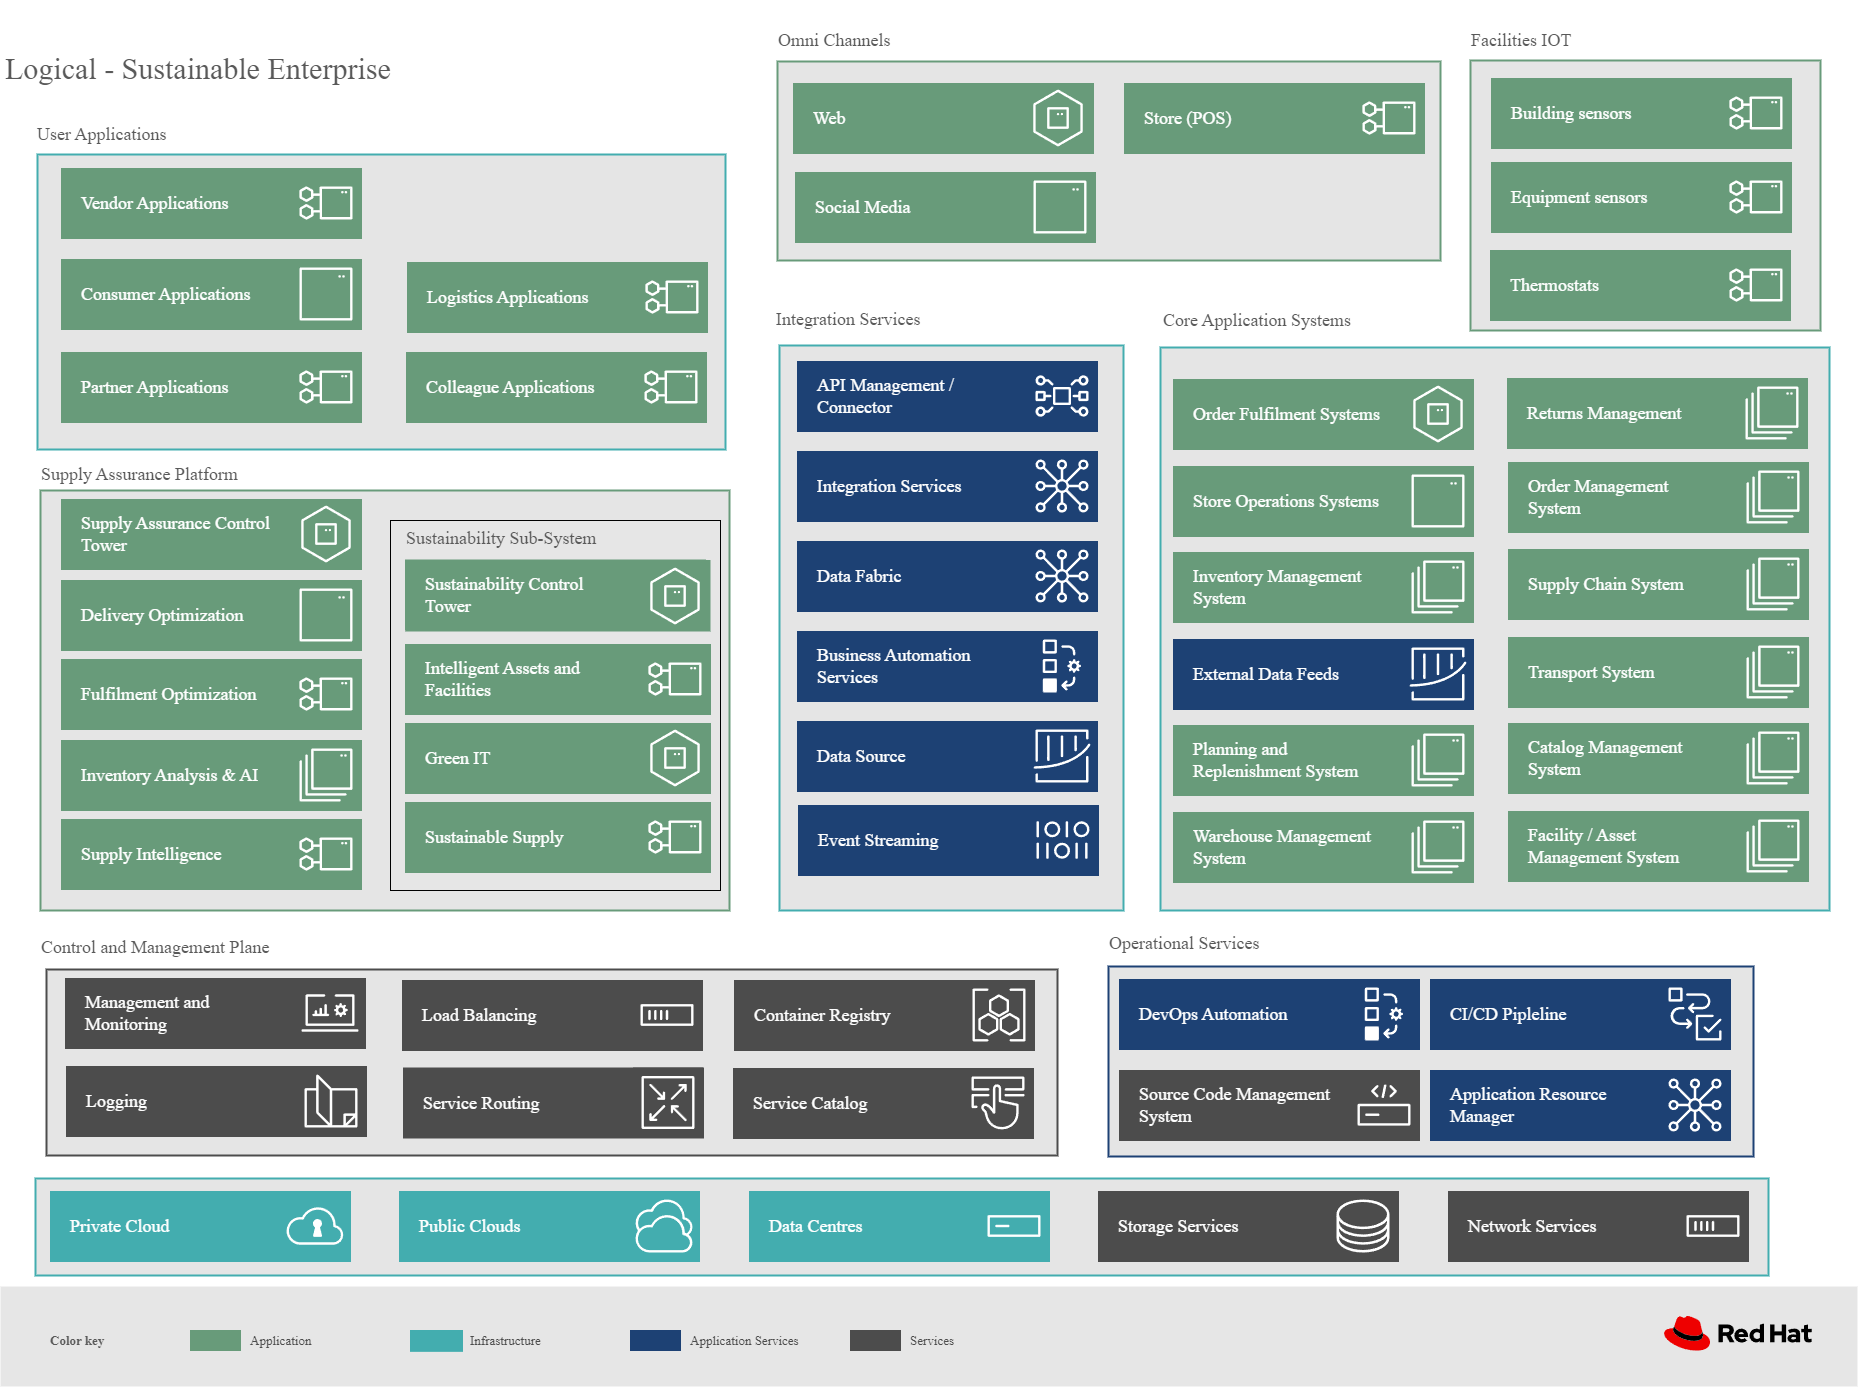 Logical - Sustainable Enterprise
User Applications
Vendor Applications
Consumer Applications
Logistics Applications
Partner Applications
Colleague Applications
Omni Channels
Web
Store (POS)
Social Media
Facilities IOT
Building sensors
Equipment sensors
Thermostats
Supply Assurance Platform
Supply Assurance Control
Tower
Delivery Optimization
Fulfilment Optimization
Inventory Analysis & AI
Supply Intelligence
Sustainability Sub-System
Sustainability Control
Tower
Intelligent Assets and
Facilities
Green IT
Sustainable Supply
Integration Services
API Management /
Connector
Integration Services
Data Fabric
Business Automation
Services
Data Source
Event Streaming
Core Application Systems
Order Fulfilment Systems
Returns Management
Store Operations Systems
Order Management
System
Inventory Management
System
Supply Chain System
External Data Feeds
Transport System
Planning and
Replenishment System
Catalog Management
System
Warehouse Management
System
Facility / Asset
Management System
Control and Management Plane
Management and
Monitoring
Load Balancing
Container Registry
Logging
Service Routing
Service Catalog
Operational Services
DevOps Automation
CI/CD Pipleline
Source Code Management
System
Application Resource
Manager
Private Cloud
Public Clouds
Data Centres
Storage Services
Network Services
Color key
Application
Infrastructure
Application Services
Services
Red Hat